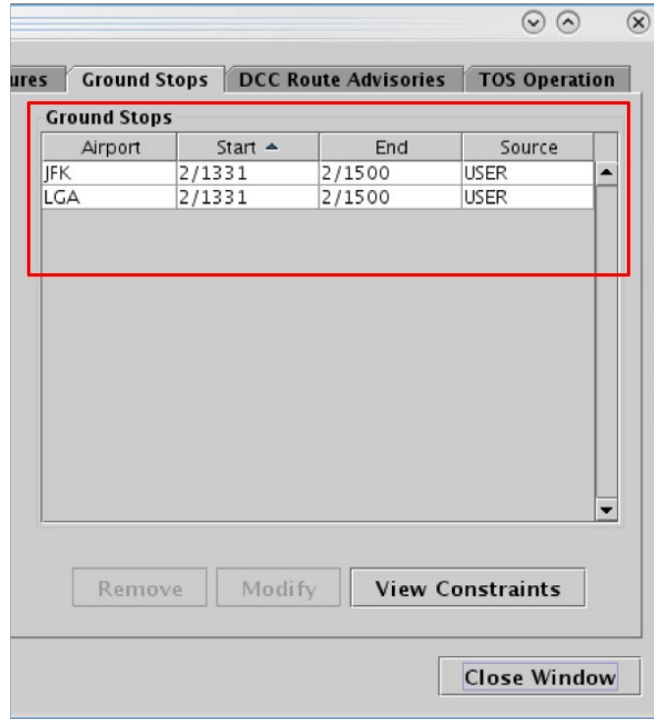 ures Ground Stops DCC Route Advisories TOS Operation
Ground Stops
Airport Start End Source
JFK 2/1331 2/1500 USER
LGA 2/1331 2/1500 USER
Remove Modify View Constraints
Close Window